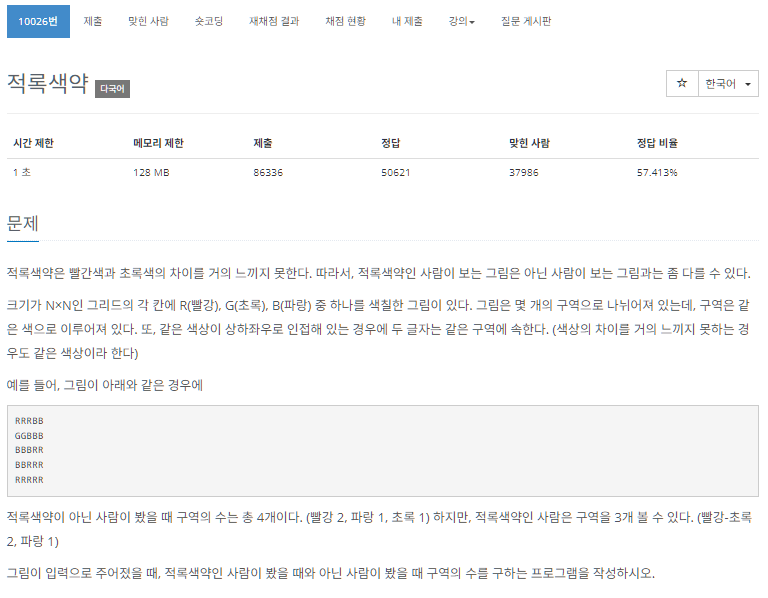 10026번 제출 맞힌 사람 숏코딩 재채점 결과 채점 현황 내 제출 강의 질문 게시판
적록색약 다국어 ☆ 한국어
시간 제한 메모리 제한 제출 정답 맞힌 사람 정답 비율
1 초 128 MB 86336 50621 37986 57.413%
문제
적록색약은 빨간색과 초록색의 차이를 거의 느끼지 못한다. 따라서, 적록색약인 사람이 보는 그림은 아닌 사람이 보는 그림과는 좀 다를 수 있다.
크기가 N×N인 그리드의 각 칸에 R(빨강), G(초록), B(파랑) 중 하나를 색칠한 그림이 있다. 그림은 몇 개의 구역으로 나뉘어져 있는데, 구역은 같
은 색으로 이루어져 있다. 또, 같은 색상이 상하좌우로 인접해 있는 경우에 두 글자는 같은 구역에 속한다. (색상의 차이를 거의 느끼지 못하는 경
우도 같은 색상이라 한다)
예를 들어, 그림이 아래와 같은 경우에
RRRBB
GGBBB
BBBRR
BBRRR
RRRRR
적록색약이 아닌 사람이 봤을 때 구역의 수는 총 4개이다. (빨강 2, 파랑 1, 초록 1) 하지만, 적록색약인 사람은 구역을 3개 볼 수 있다. (빨강-초록
2, 파랑 1)
그림이 입력으로 주어졌을 때, 적록색약인 사람이 봤을 때와 아닌 사람이 봤을 때 구역의 수를 구하는 프로그램을 작성하시오.